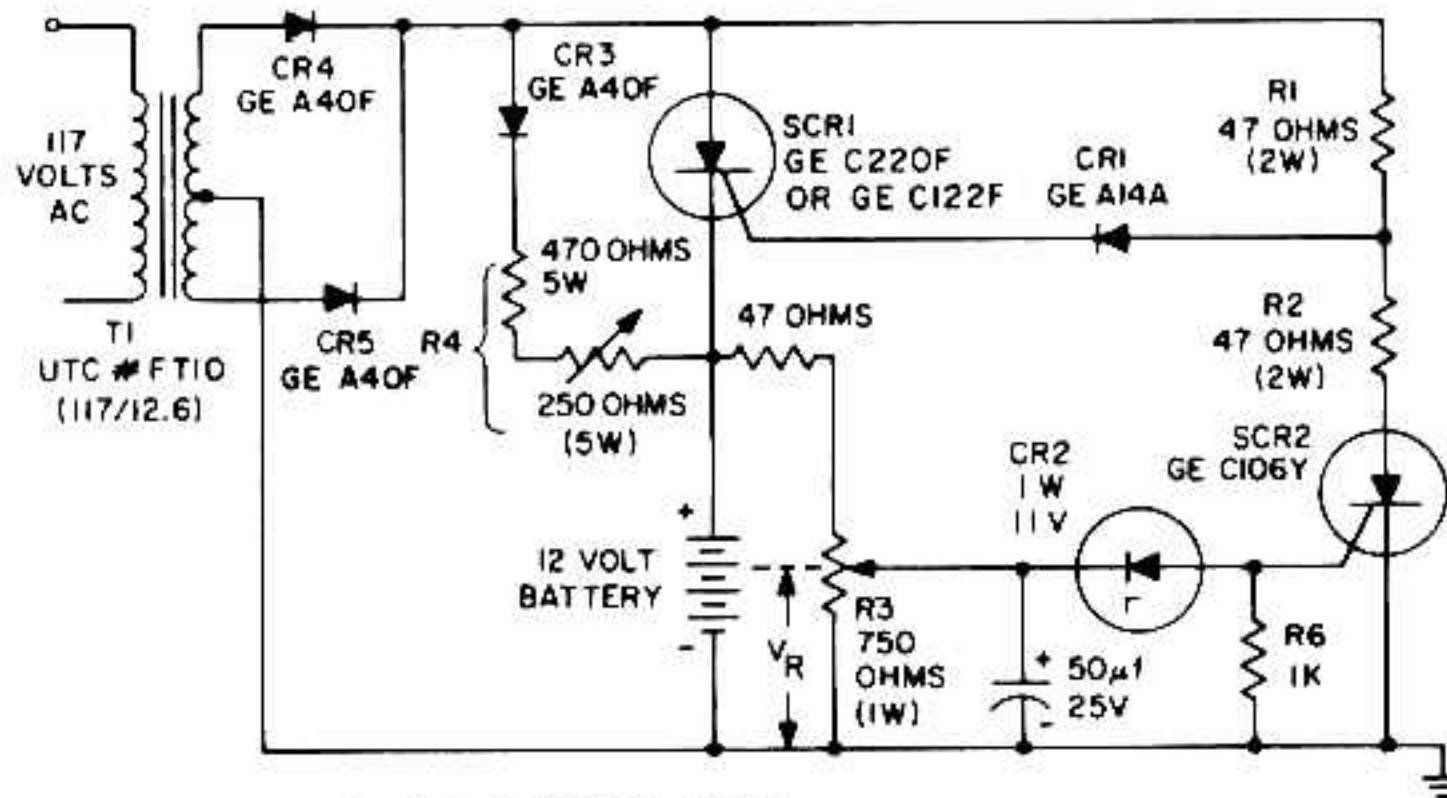 117
VOLTS
AC
T1
UTC # FT10
(117/12.6)
CR4
GE A40F
CR5
GE A40F
CR3
GE A40F
R4
470 OHMS
5W
250 OHMS
(5W)
SCR1
GE C220F
OR GE C122F
CR1
GE A14A
R1
47 OHMS
(2W)
R2
47 OHMS
(2W)
47 OHMS
SCR2
GE C106Y
CR2
1 W
11 V
+
12 VOLT
BATTERY
-
VR
R3
750
OHMS
(1W)
+
50µf
25V
-
R6
1K